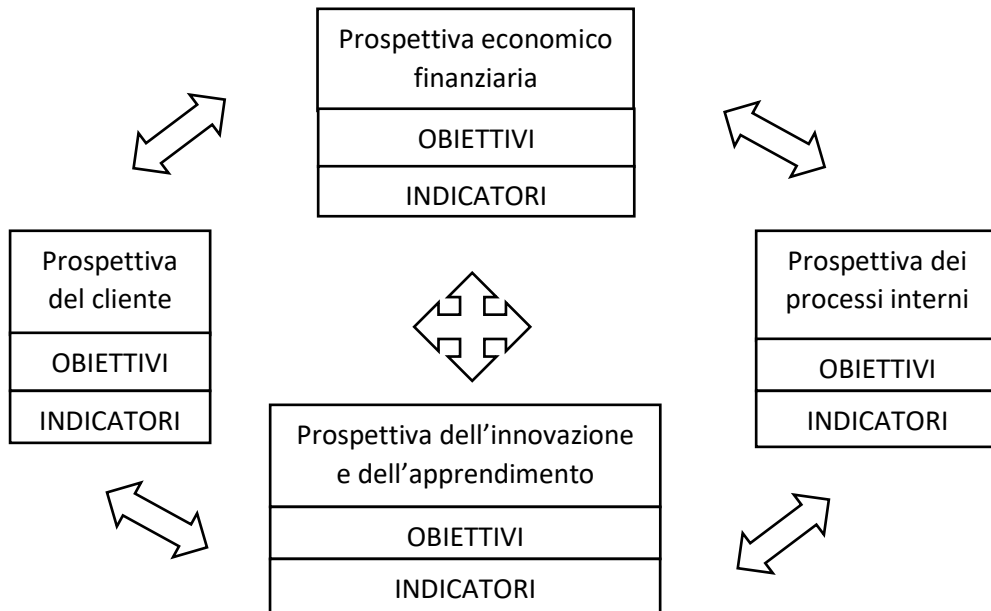 Prospettiva economico
finanziaria
OBIETTIVI
INDICATORI
Prospettiva
del cliente
OBIETTIVI
INDICATORI
Prospettiva dei
processi interni
OBIETTIVI
INDICATORI
Prospettiva dell’innovazione
e dell’apprendimento
OBIETTIVI
INDICATORI